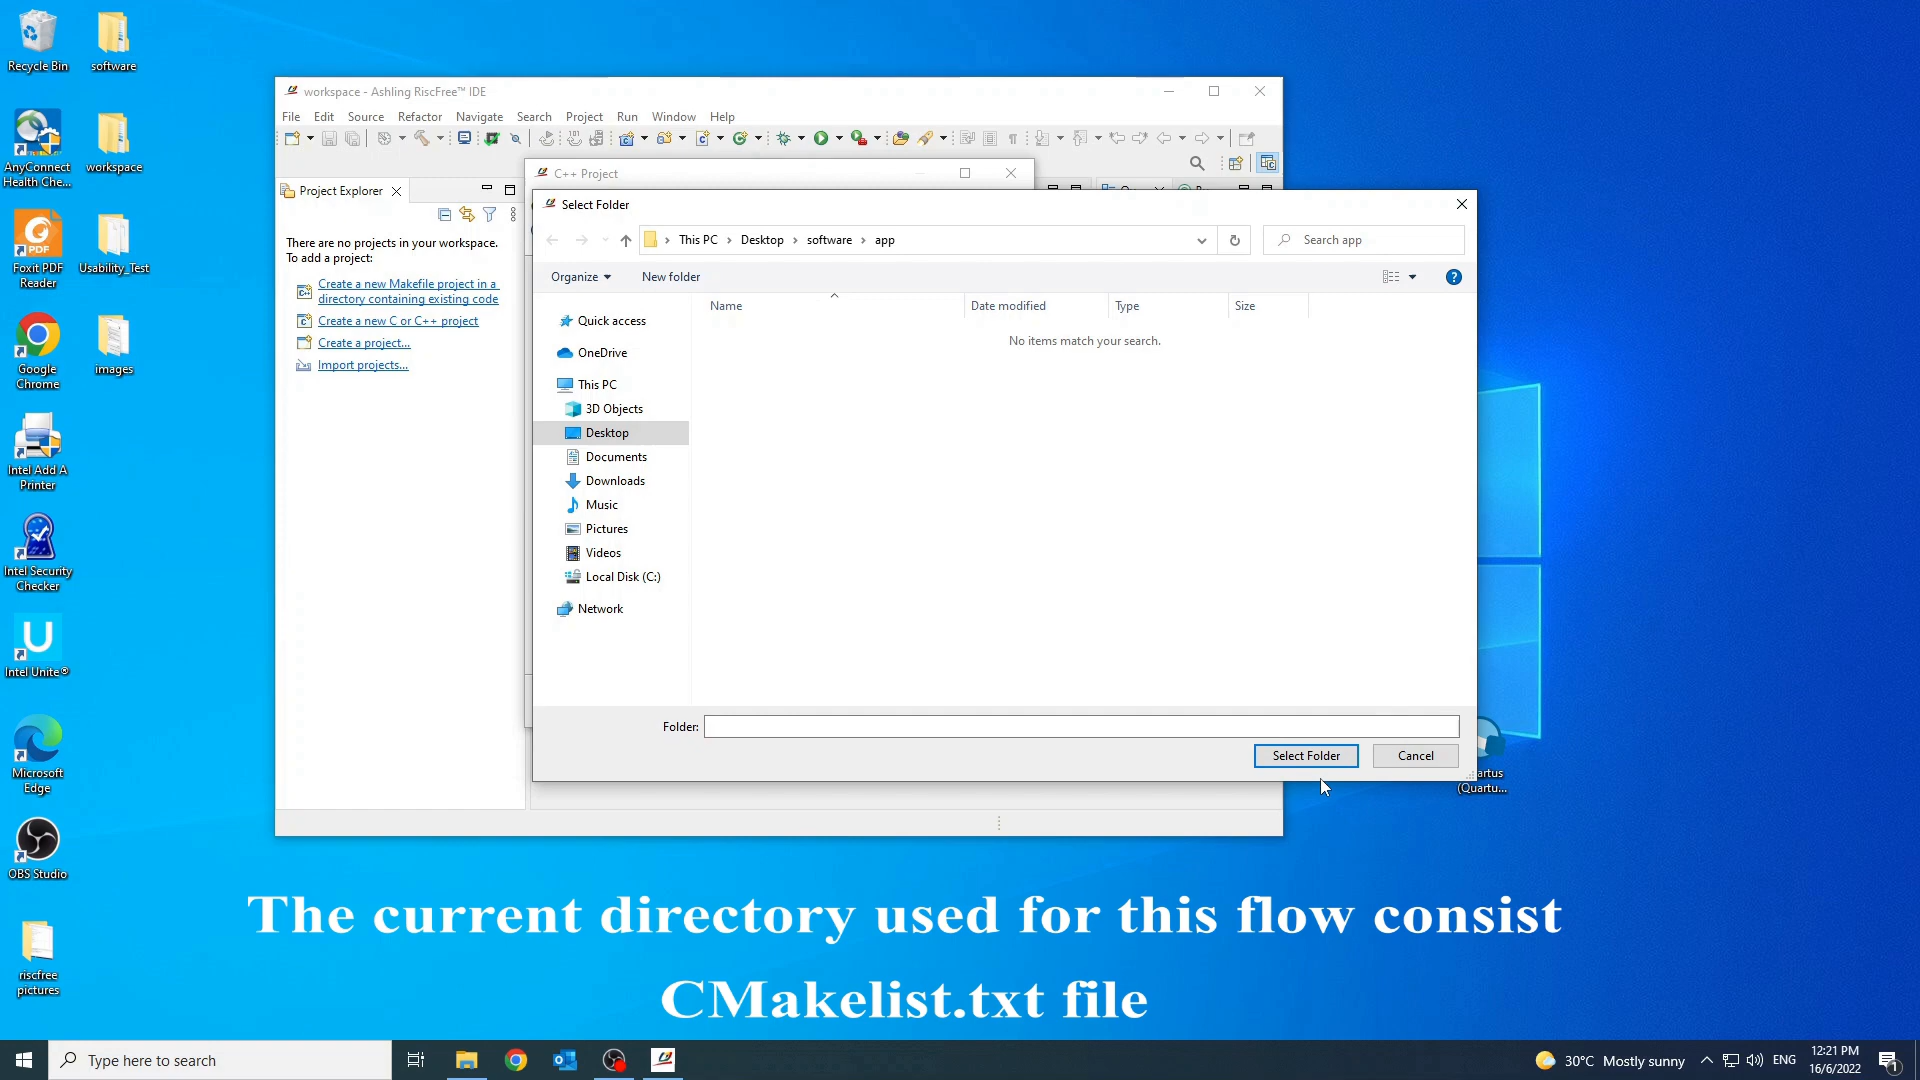 Recycle Bin
software
AnyConnect
Health Che...
workspace
PDF
Foxit PDF
Reader
Usability_Test
Google
Chrome
images
Intel Add A
Printer
Intel Security
Checker
U
Intel Unite®
Microsoft
Edge
OBS Studio
riscfree
pictures
workspace - Ashling RiscFree™ IDE
File Edit Source Refactor Navigate Search Project Run Window Help
Project Explorer
There are no projects in your workspace.
To add a project:
Create a new Makefile project in a
directory containing existing code
Create a new C or C++ project
Create a project...
Import projects...
C++ Project
Select Folder
This PC > Desktop > software > app
Search app
Organize New folder
Name Date modified Type Size
No items match your search.
Quick access
OneDrive
This PC
3D Objects
Desktop
Documents
Downloads
Music
Pictures
Videos
Local Disk (C:)
Network
Folder:
Select Folder Cancel
artus
(Quartu...
The current directory used for this flow consist
CMakelist.txt file
Type here to search
30°C Mostly sunny
ENG
12:21 PM
16/6/2022
1